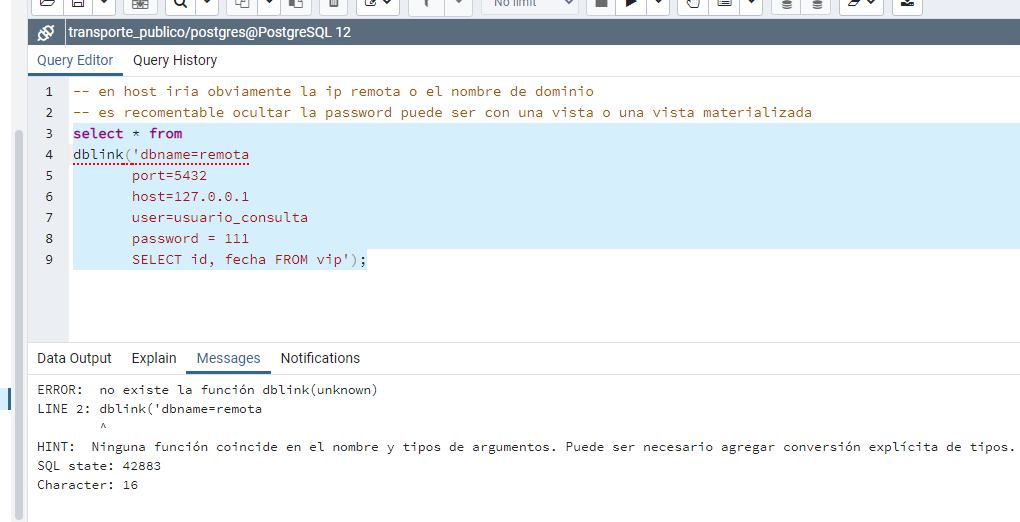 No limit
transporte_publico/postgres@PostgreSQL 12
Query Editor Query History
1 -- en host iria obviamente la ip remota o el nombre de dominio
2 -- es recomentable ocultar la password puede ser con una vista o una vista materializada
3 select * from
4 dblink('dbname=remota
5 port=5432
6 host=127.0.0.1
7 user=usuario_consulta
8 password = 111
9 SELECT id, fecha FROM vip');
Data Output Explain Messages Notifications
ERROR: no existe la función dblink(unknown)
LINE 2: dblink('dbname=remota
^
HINT: Ninguna función coincide en el nombre y tipos de argumentos. Puede ser necesario agregar conversión explícita de tipos.
SQL state: 42883
Character: 16